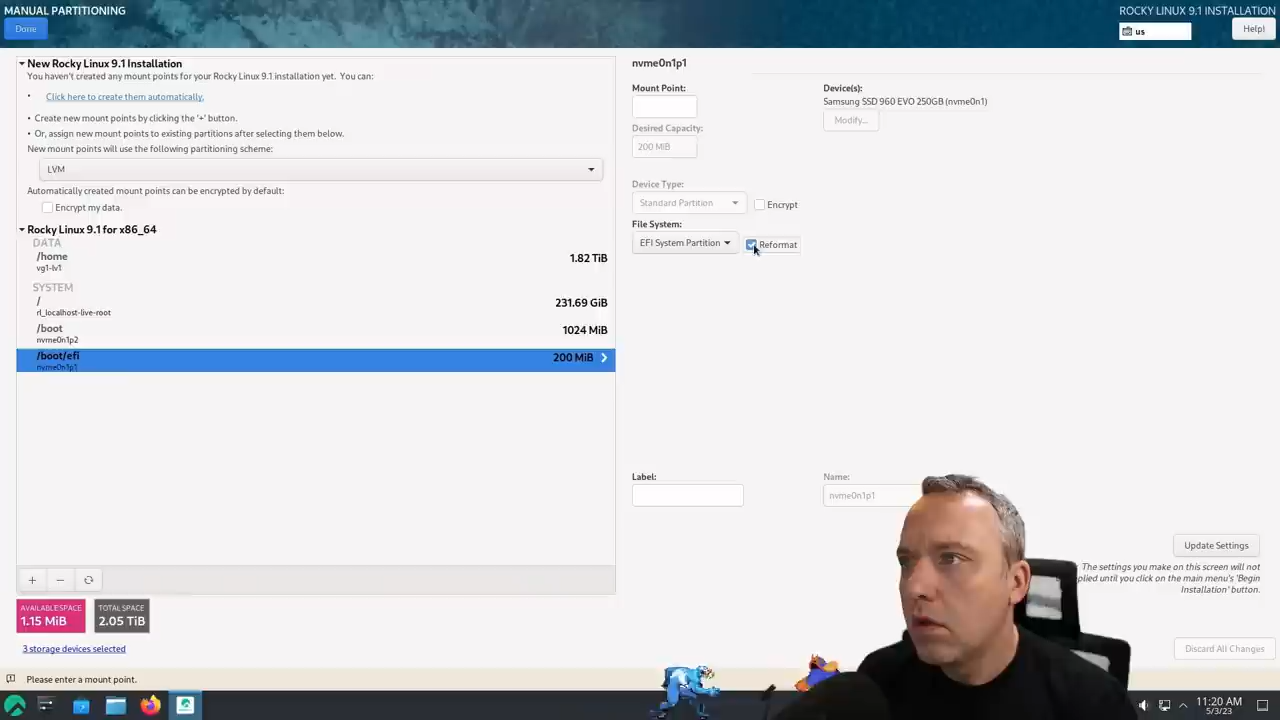 MANUAL PARTITIONING
ROCKY LINUX 9.1 INSTALLATION
Done
us
Help!
New Rocky Linux 9.1 Installation
You haven't created any mount points for your Rocky Linux 9.1 installation yet. You can:
• Click here to create them automatically.
• Create new mount points by clicking the '+' button.
• Or, assign new mount points to existing partitions after selecting them below.
New mount points will use the following partitioning scheme:
LVM
Automatically created mount points can be encrypted by default:
Encrypt my data.
Rocky Linux 9.1 for x86_64
DATA
/home
1.82 TiB
vg1-lv1
SYSTEM
/
231.69 GiB
rl_localhost-live-root
/boot
1024 MiB
nvme0n1p2
/boot/efi
200 MiB
nvme0n1p1
+ −
AVAILABLE SPACE
1.15 MiB
TOTAL SPACE
2.05 TiB
3 storage devices selected
Please enter a mount point.
nvme0n1p1
Mount Point:
Device(s):
Samsung SSD 960 EVO 250GB (nvme0n1)
Modify...
Desired Capacity:
200 MiB
Device Type:
Standard Partition
Encrypt
File System:
EFI System Partition
Reformat
Label:
Name:
nvme0n1p1
Update Settings
The settings you make on this screen will not
applied until you click on the main menu's 'Begin
Installation' button.
Discard All Changes
11:20 AM
5/3/23